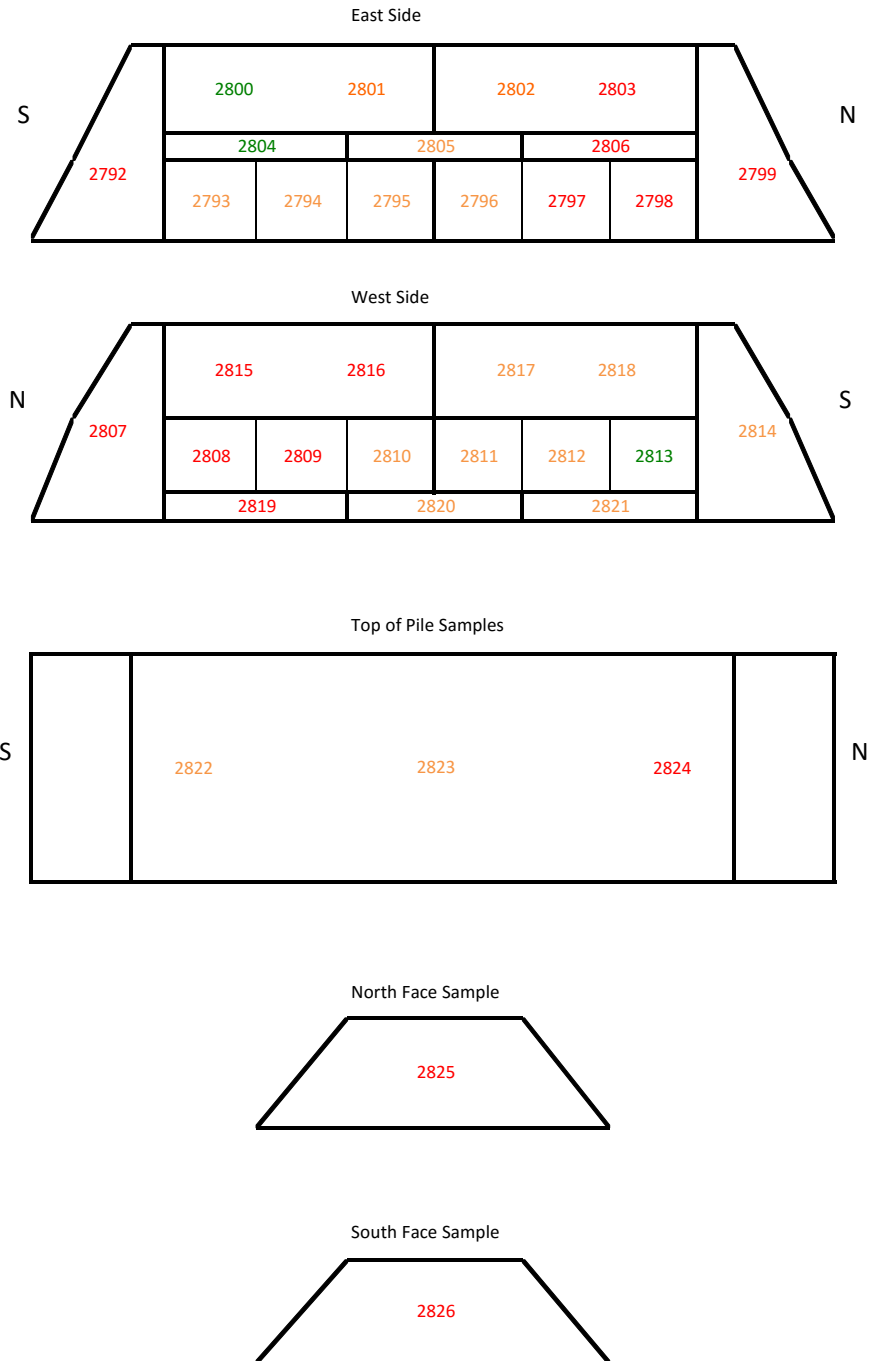 East Side
2800 2801 2802 2803
S N
2804 2805 2806
2792 2799
2793 2794 2795 2796 2797 2798
West Side
2815 2816 2817 2818
N S
2807 2814
2808 2809 2810 2811 2812 2813
2819 2820 2821
Top of Pile Samples
S N
2822 2823 2824
North Face Sample
2825
South Face Sample
2826